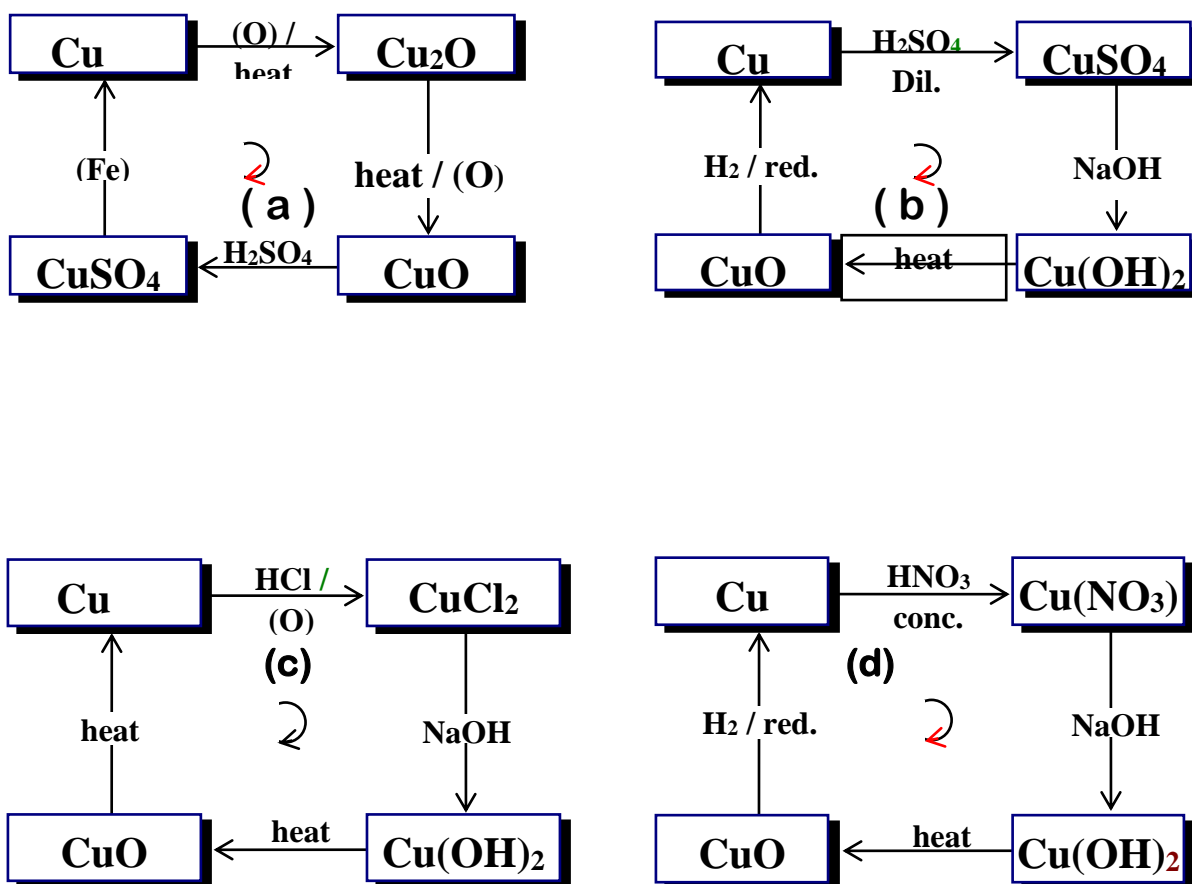 Cu
(O) /
heat
Cu₂O
(Fe)
heat / (O)
( a )
CuSO₄
H₂SO₄
CuO
Cu
H₂SO₄
Dil.
CuSO₄
H₂ / red.
NaOH
( b )
CuO
heat
Cu(OH)₂
Cu
HCl /
(O)
CuCl₂
(c)
heat
NaOH
CuO
heat
Cu(OH)₂
Cu
HNO₃
conc.
Cu(NO₃)
(d)
H₂ / red.
NaOH
CuO
heat
Cu(OH)₂